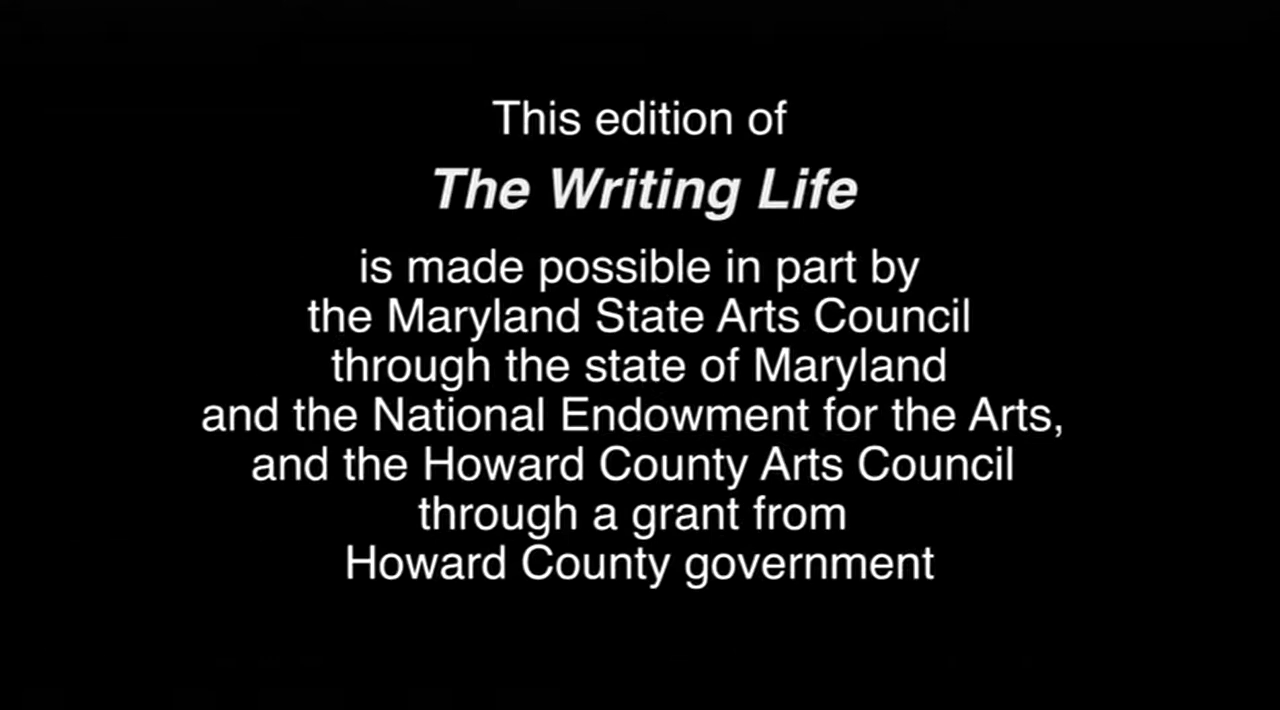 This edition of
The Writing Life
is made possible in part by
the Maryland State Arts Council
through the state of Maryland
and the National Endowment for the Arts,
and the Howard County Arts Council
through a grant from
Howard County government